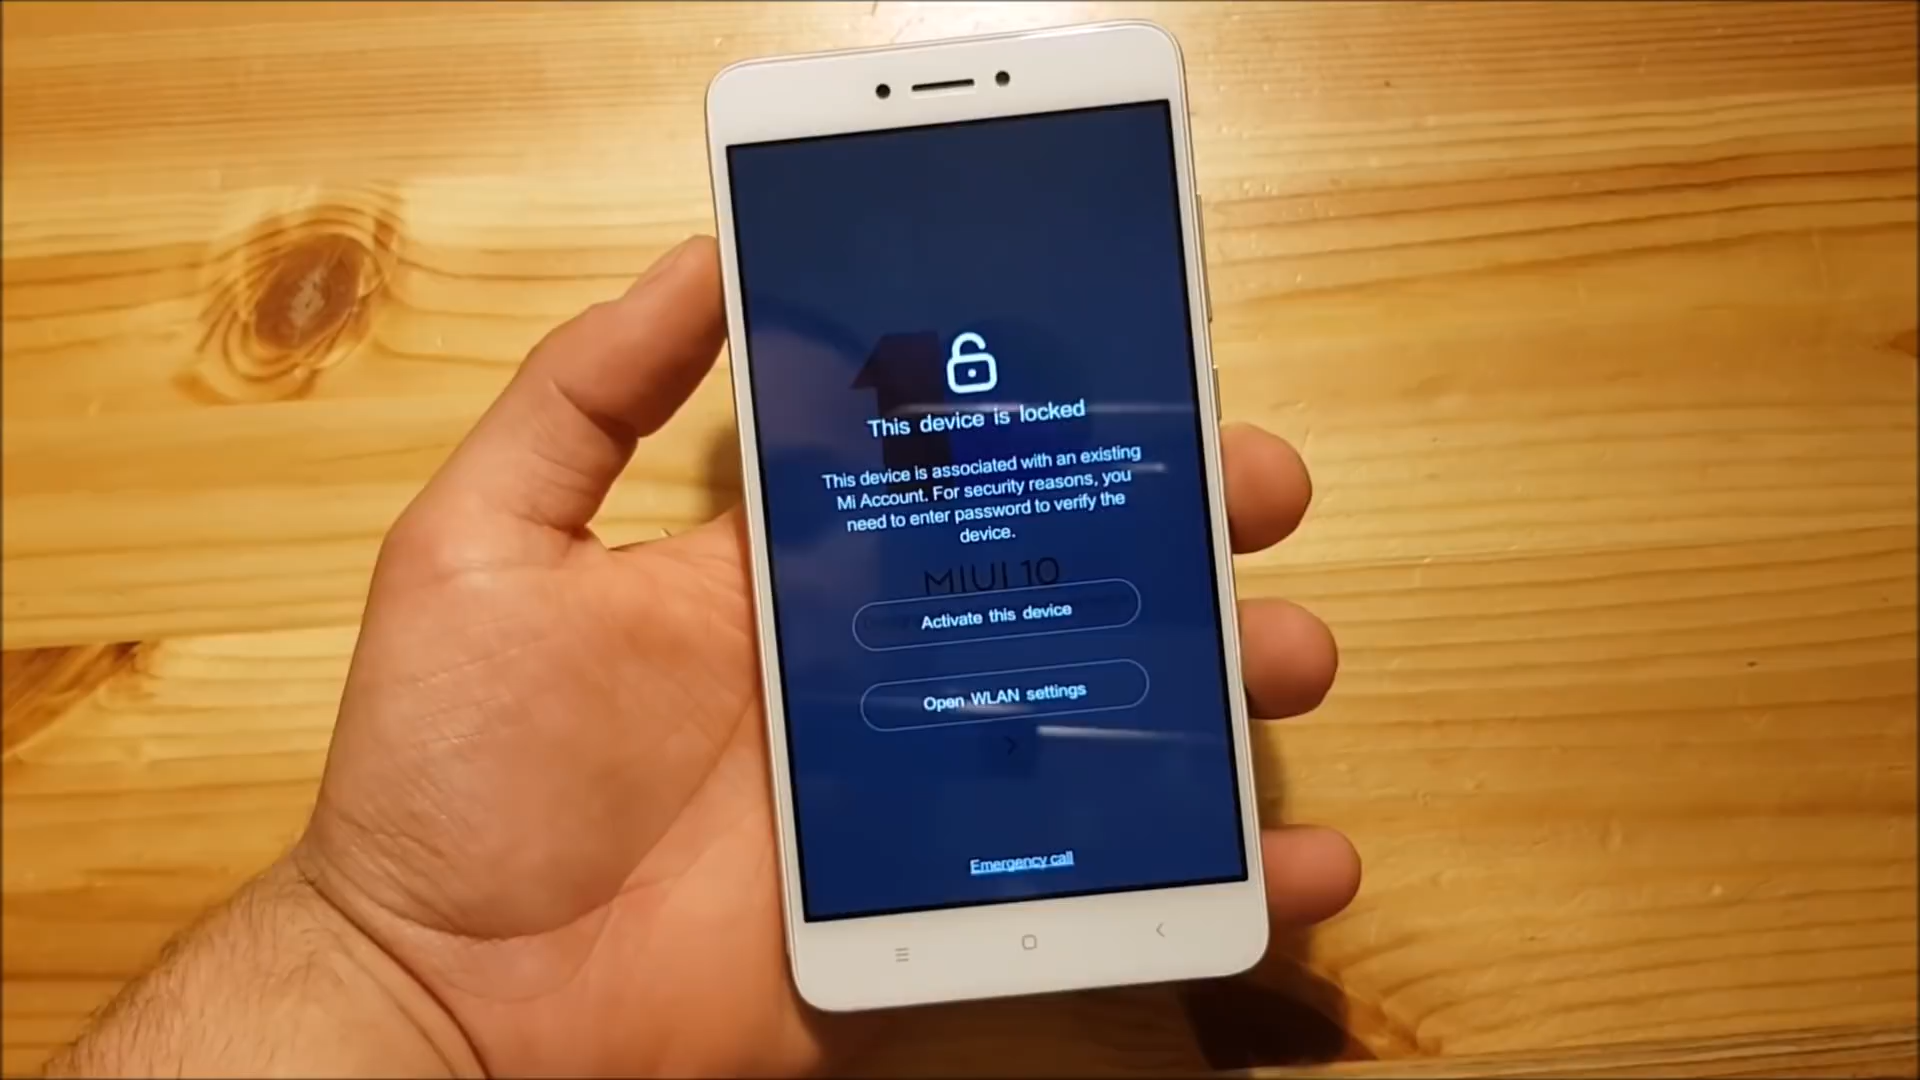 This device is locked
This device is associated with an existing
Mi Account. For security reasons, you
need to enter password to verify the
device.
MIUI 10
Activate this device
Open WLAN settings
Emergency call